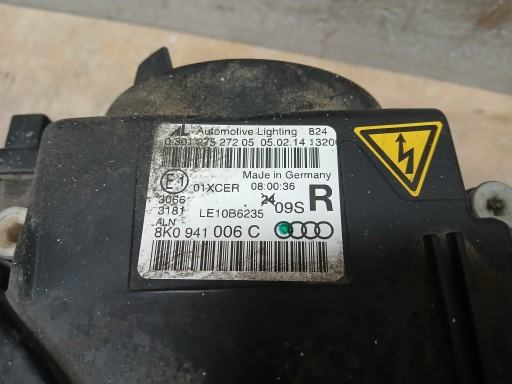 AL Automotive Lighting 824
0 301 275 272 05 05.02.14 1320
Made in Germany
E1 01XCER 08:00:36
3066
3181 LE10B6235 24 09S R
ALN
8K0 941 006 C